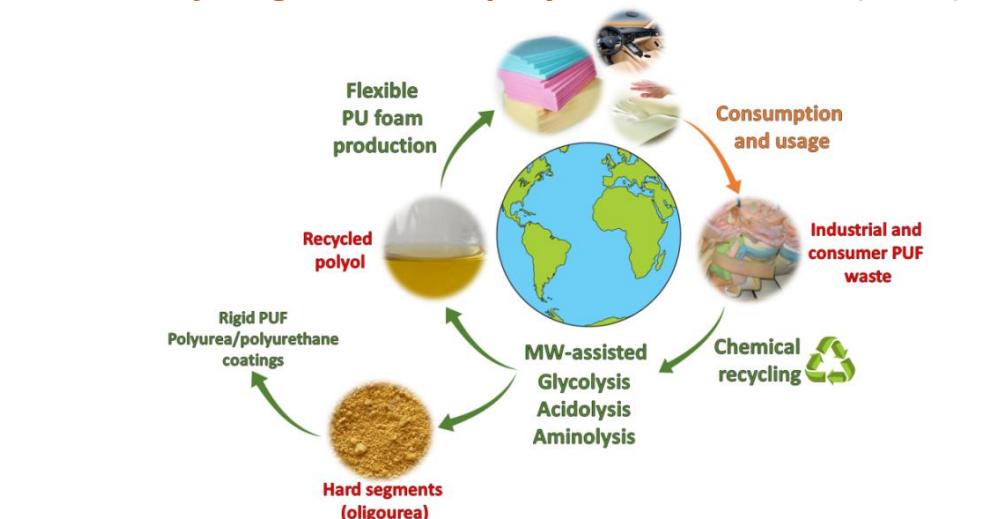 Flexible
PU foam
production
Consumption
and usage
Recycled
polyol
Industrial and
consumer PUF
waste
Rigid PUF
Polyurea/polyurethane
coatings
MW-assisted
Glycolysis
Acidolysis
Aminolysis
Chemical
recycling
Hard segments
(oligourea)